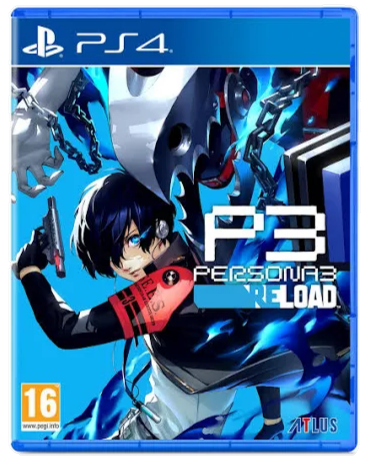 PS4
P3
PERSONA3
RELOAD
S.E.E.S
16
www.pegi.info
ATLUS